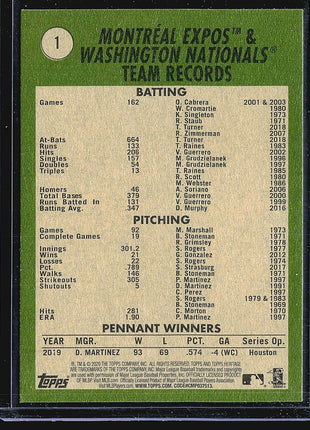 1
MONTRÉAL EXPOS™ &
WASHINGTON NATIONALS®
TEAM RECORDS
BATTING
Games 162 O. Cabrera 2001 & 2003
W. Cromartie 1980
K. Singleton 1973
R. Staub 1971
T. Turner 2018
R. Zimmerman 2007
At-Bats 664 T. Turner 2018
Runs 133 T. Raines 1983
Hits 206 V. Guerrero 2002
Singles 157 M. Grudzielanek 1996
Doubles 54 M. Grudzielanek 1997
Triples 13 T. Raines 1985
R. Scott 1980
M. Webster 1986
Homers 46 A. Soriano 2006
Total Bases 379 V. Guerrero 2000
Runs Batted In 131 V. Guerrero 1999
Batting Avg. .347 D. Murphy 2016
PITCHING
Games 92 M. Marshall 1973
Complete Games 19 B. Stoneman 1971
R. Grimsley 1978
Innings 301.2 S. Rogers 1977
Wins 21 G. Gonzalez 2012
Losses 22 S. Rogers 1974
Pct. .789 S. Strasburg 2017
Walks 146 B. Stoneman 1971
Strikeouts 305 P. Martinez 1997
Shutouts 5 D. Martinez 1991
C. Perez 1997
S. Rogers 1979 & 1983
B. Stoneman 1969
Hits 281 C. Morton 1970
ERA 1.90 P. Martinez 1997
PENNANT WINNERS
YEAR MGR. W L PCT. GA Series Op.
2019 D. MARTINEZ 93 69 .574 -4 (WC) Houston
Topps
®